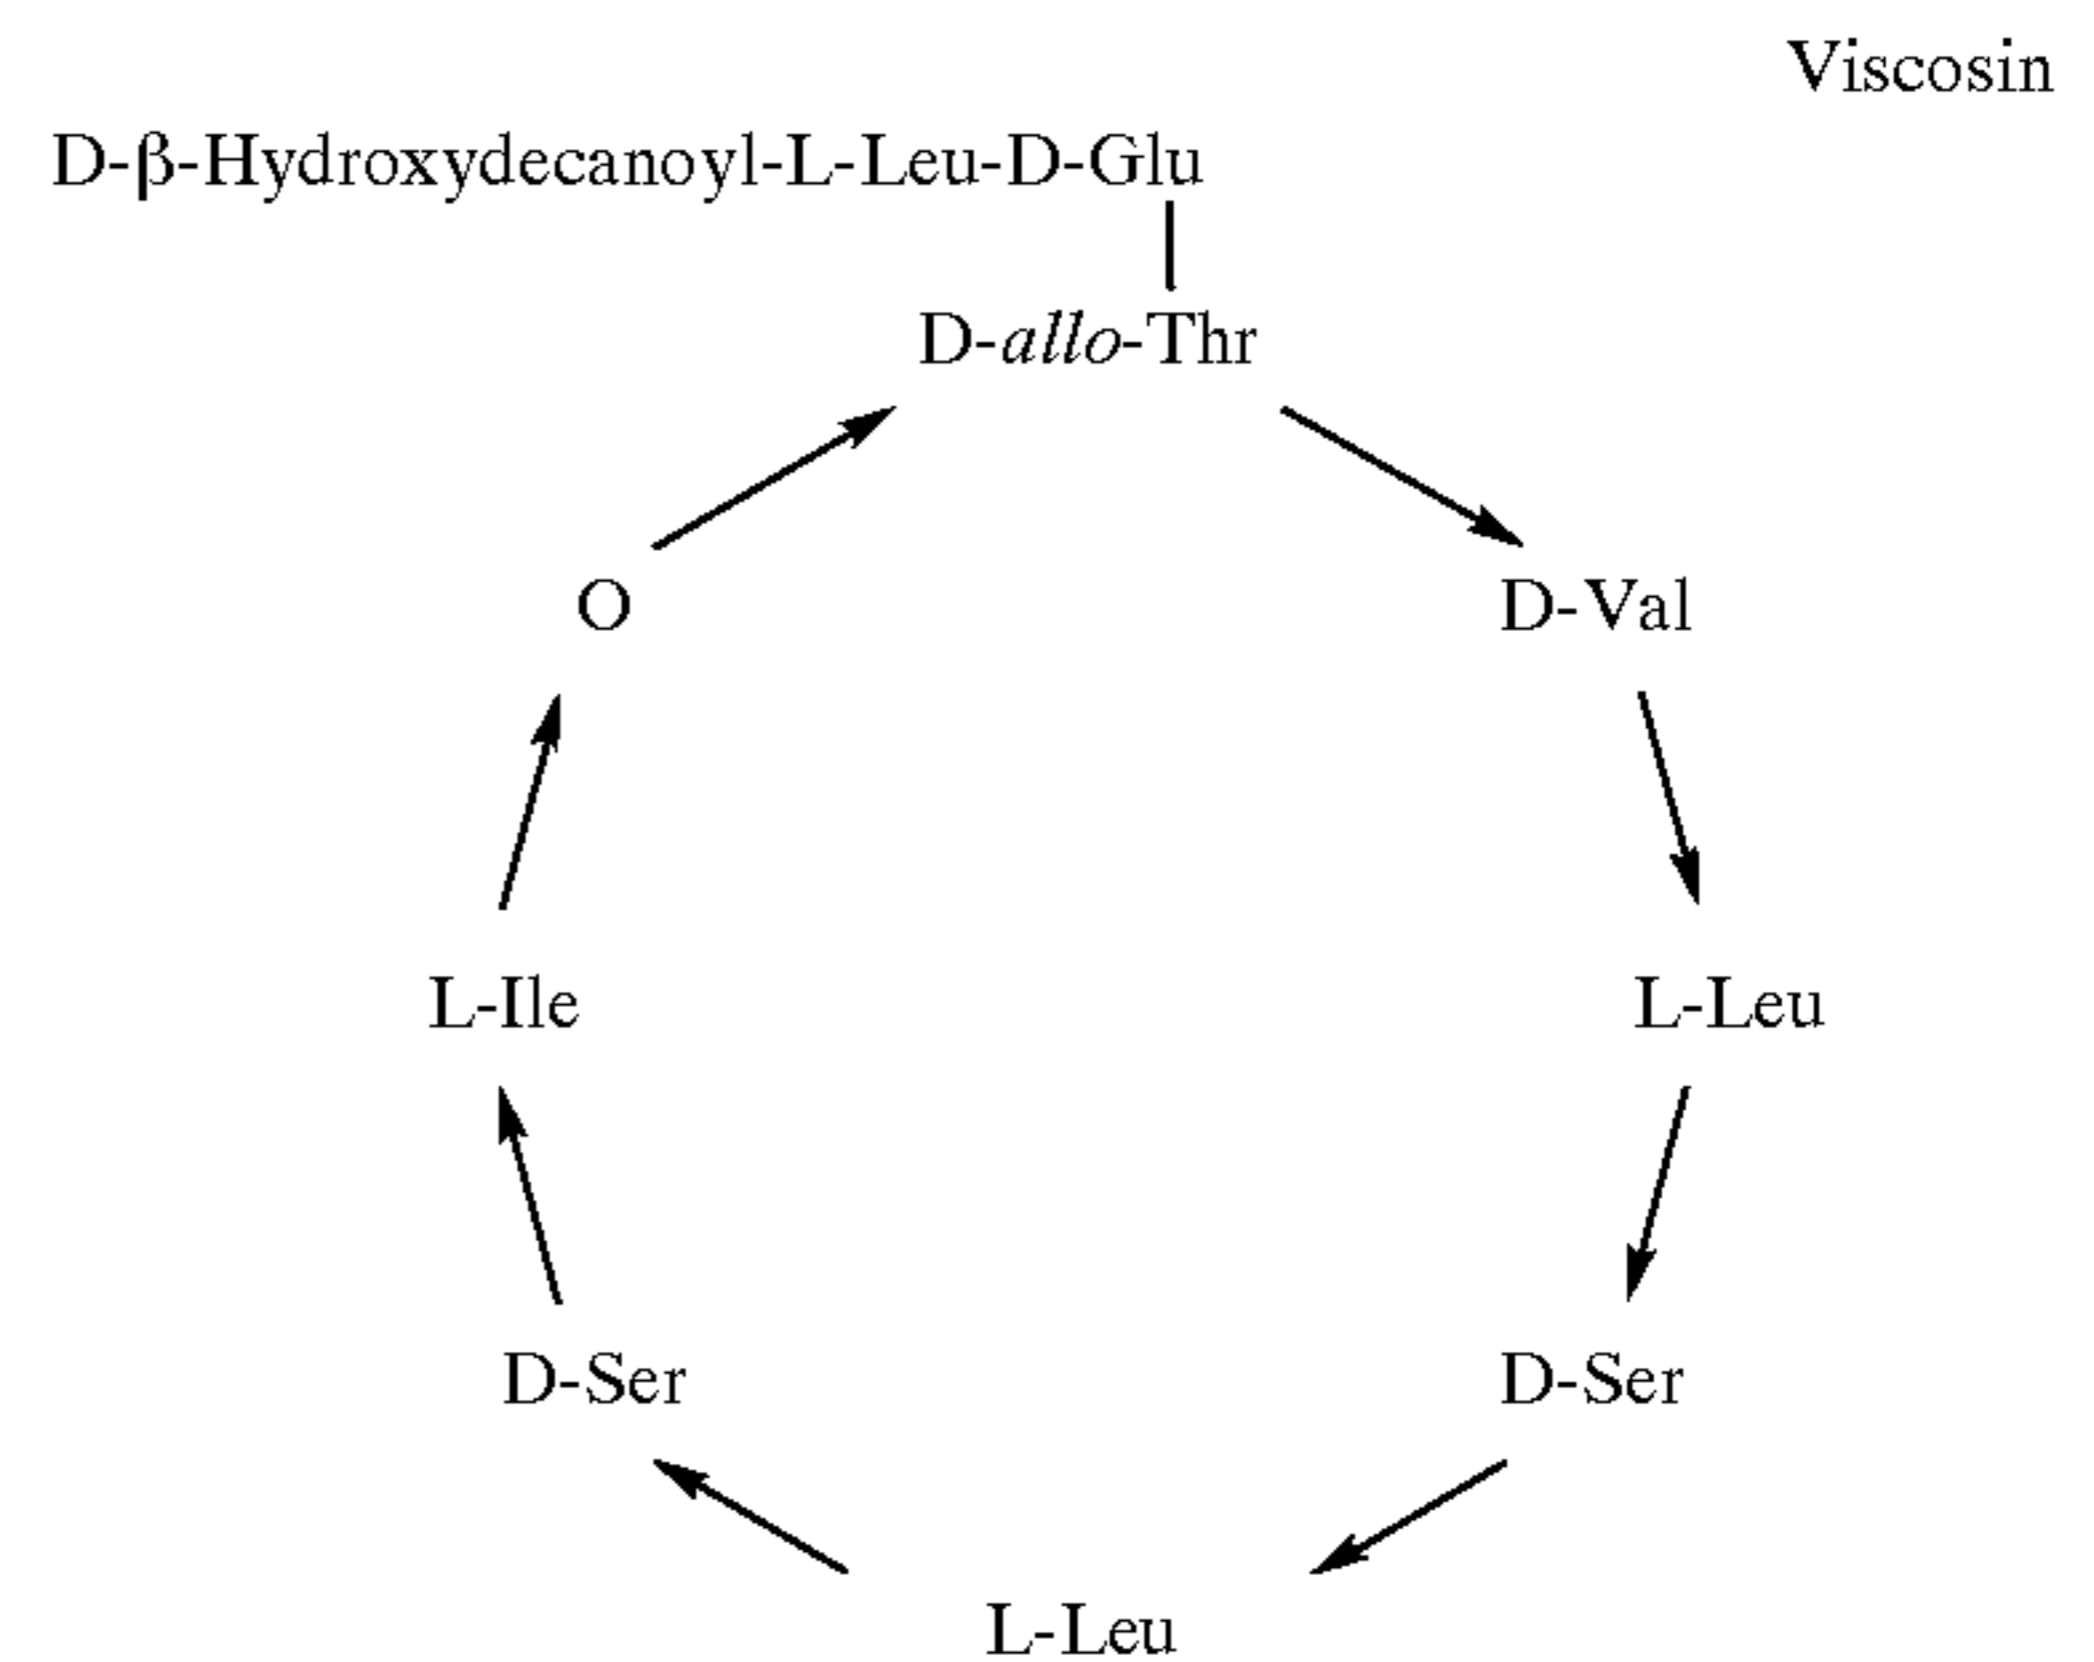 Viscosin
D-β-Hydroxydecanoyl-L-Leu-D-Glu
D-allo-Thr
O
D-Val
L-Ile
L-Leu
D-Ser
D-Ser
L-Leu